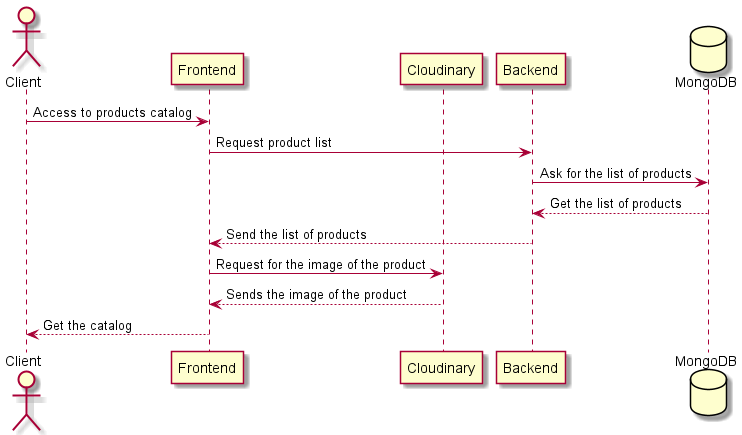 Client
Frontend
Cloudinary
Backend
MongoDB
Access to products catalog
Request product list
Ask for the list of products
Get the list of products
Send the list of products
Request for the image of the product
Sends the image of the product
Get the catalog
Client
Frontend
Cloudinary
Backend
MongoDB